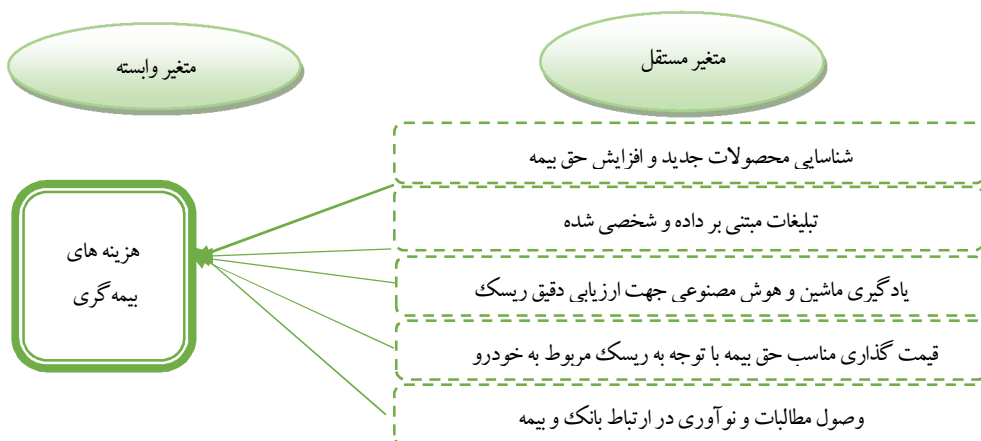 متغیر مستقل
متغیر وابسته
شناسایی محصولات جدید و افزایش حق بیمه
تبلیغات مبتنی بر داده و شخصی شده
یادگیری ماشین و هوش مصنوعی جهت ارزیابی دقیق ریسک
قیمت گذاری مناسب حق بیمه با توجه به ریسک مربوط به خودرو
وصول مطالبات و نوآوری در ارتباط بانک و بیمه
هزینه های
بیمه‌گری